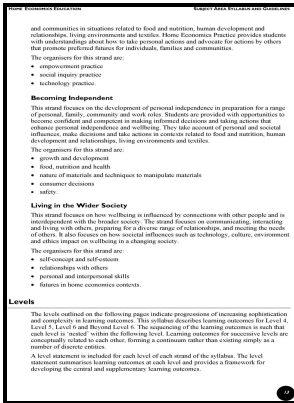 HOME ECONOMICS EDUCATION SUBJECT AREA SYLLABUS AND GUIDELINES
and communities in situations related to food and nutrition, human development and
relationships, living environments and textiles. Home Economics Practice provides students
with understandings about how to take personal actions and advocate for actions by others
that promote preferred futures for individuals, families and communities.
The organisers for this strand are:
• empowerment practice
• social inquiry practice
• technology practice.
Becoming Independent
This strand focuses on the development of personal independence in preparation for a range
of personal, family, community and work roles. Students are provided with opportunities to
become confident and competent in making informed decisions and taking actions that
enhance personal independence and wellbeing. They take account of personal and societal
influences, make decisions and take actions in contexts related to food and nutrition, human
development and relationships, living environments and textiles.
The organisers for this strand are:
• growth and development
• food, nutrition and health
• nature of materials and techniques to manipulate materials
• consumer decisions
• safety.
Living in the Wider Society
This strand focuses on how wellbeing is influenced by connections with other people and is
interdependent with the broader society. The strand focuses on communicating, interacting
and living with others, preparing for a diverse range of relationships, and meeting the needs
of others. It also focuses on how societal influences such as technology, culture, environment
and ethics impact on wellbeing in a changing society.
The organisers for this strand are:
• self-concept and self-esteem
• relationships with others
• personal and interpersonal skills
• futures in home economics contexts.
Levels
The levels outlined on the following pages indicate progressions of increasing sophistication
and complexity in learning outcomes. This syllabus describes learning outcomes for Level 4,
Level 5, Level 6 and Beyond Level 6. The sequencing of the learning outcomes is such that
each level is ‘nested’ within the following level. Learning outcomes for successive levels are
conceptually related to each other, forming a continuum rather than existing simply as a
number of discrete entities.
A level statement is included for each level of each strand of the syllabus. The level
statement summarises learning outcomes at each level and provides a framework for
developing the central and supplementary learning outcomes.